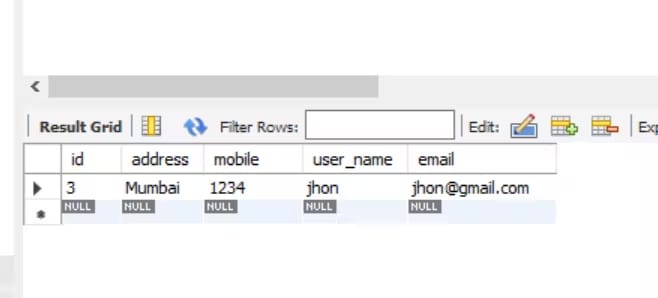 Result Grid Filter Rows: Edit: Exp
id address mobile user_name email
3 Mumbai 1234 jhon jhon@gmail.com
NULL NULL NULL NULL NULL